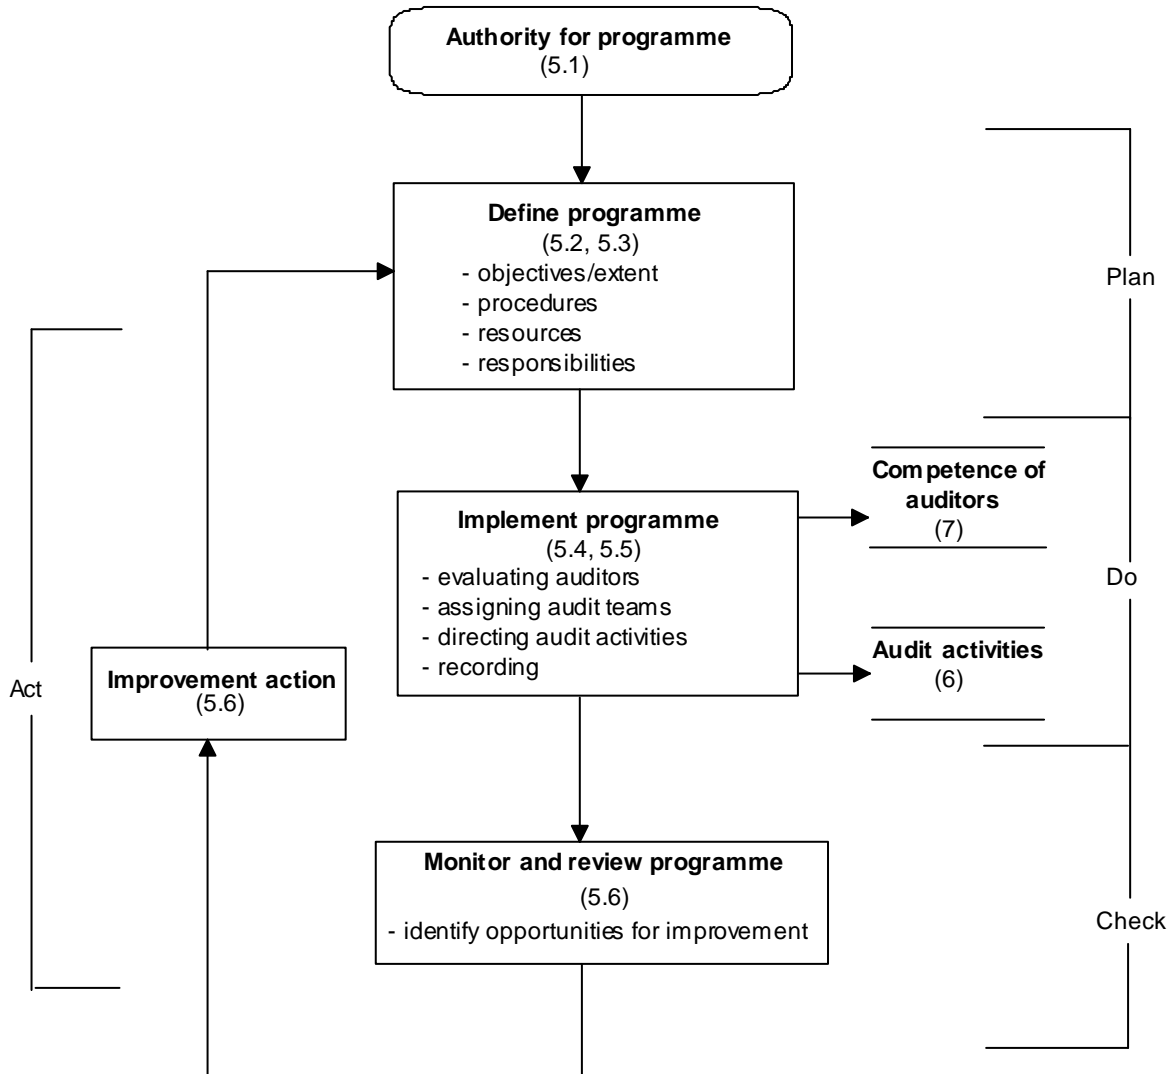 Authority for programme
(5.1)
Define programme
(5.2, 5.3)
- objectives/extent
- procedures
- resources
- responsibilities
Plan
Implement programme
(5.4, 5.5)
- evaluating auditors
- assigning audit teams
- directing audit activities
- recording
Competence of
auditors
(7)
Do
Audit activities
(6)
Act
Improvement action
(5.6)
Monitor and review programme
(5.6)
- identify opportunities for improvement
Check